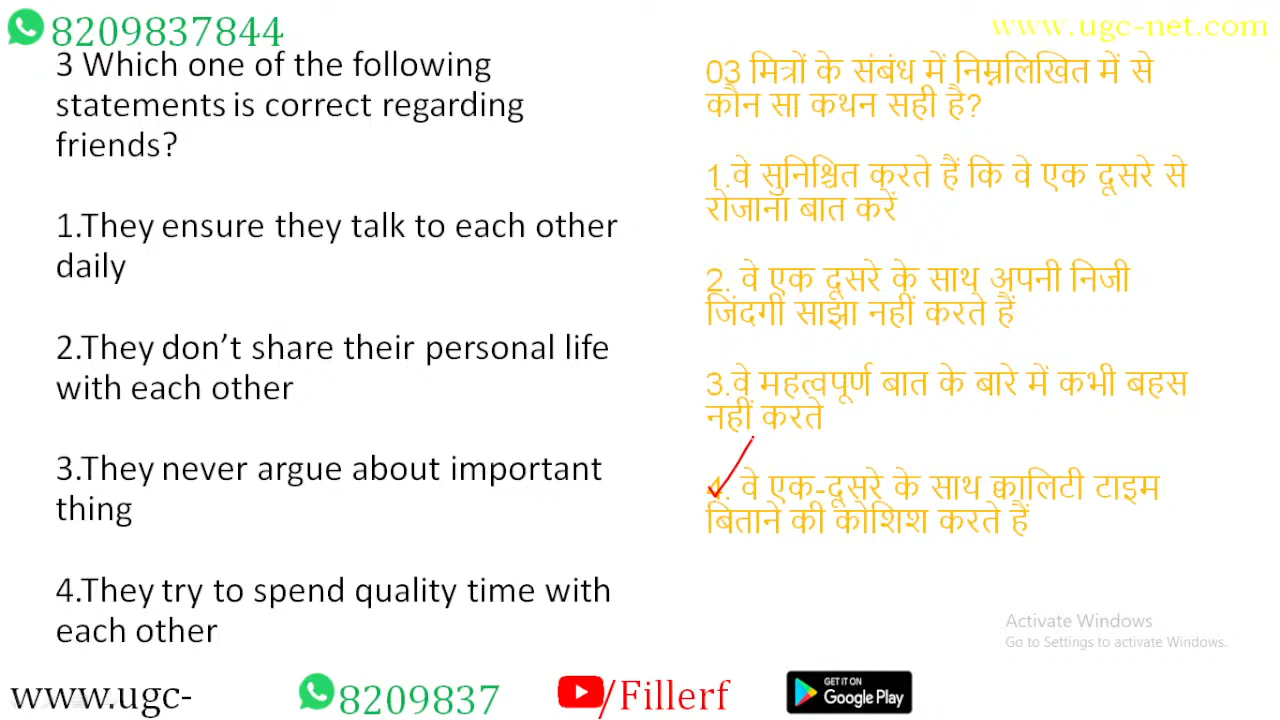 8209837844
www.ugc-net.com
3 Which one of the following
statements is correct regarding
friends?
1.They ensure they talk to each other
daily
2.They don’t share their personal life
with each other
3.They never argue about important
thing
4.They try to spend quality time with
each other
03 मित्रों के संबंध में निम्नलिखित में से
कौन सा कथन सही है?
1.वे सुनिश्चित करते हैं कि वे एक दूसरे से
रोजाना बात करें
2. वे एक दूसरे के साथ अपनी निजी
जिंदगी साझा नहीं करते हैं
3.वे महत्वपूर्ण बात के बारे में कभी बहस
नहीं करते
4. वे एक-दूसरे के साथ क्वालिटी टाइम
बिताने की कोशिश करते हैं
Activate Windows
Go to Settings to activate Windows.
www.ugc-
8209837
/Fillerf
GET IT ON
Google Play